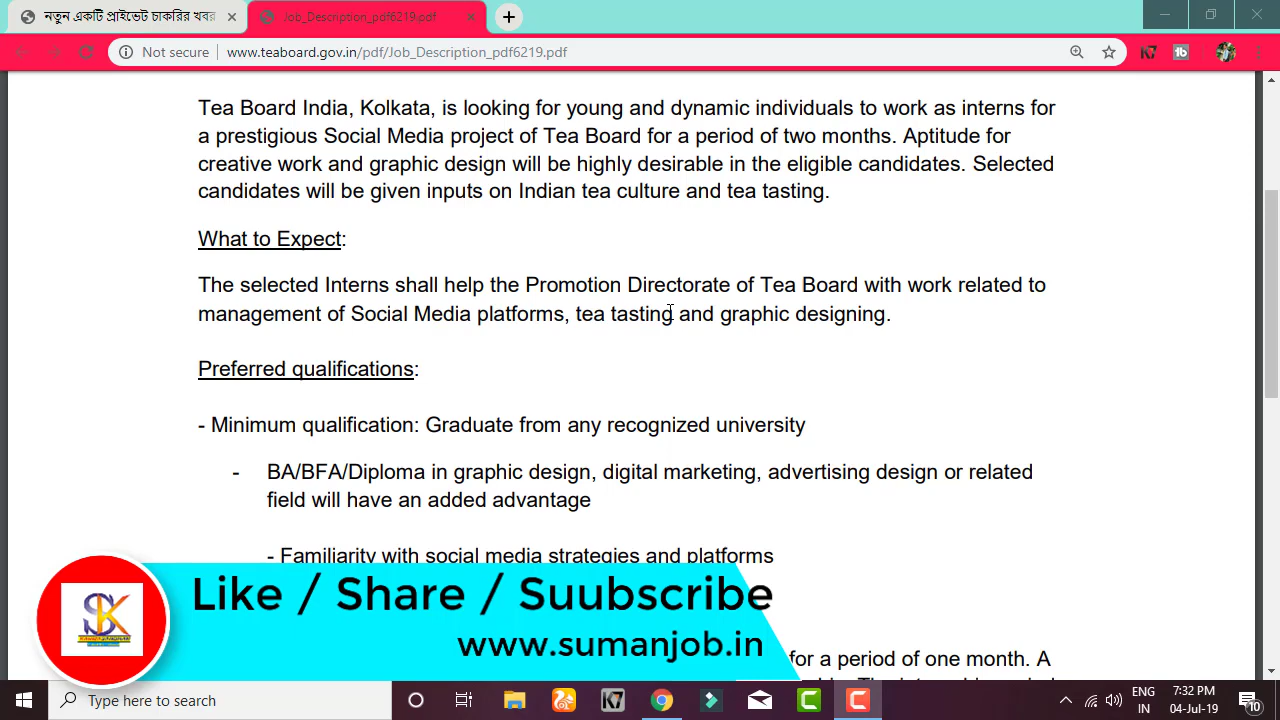 নতুন একটি প্রাইভেট চাকরির খবর
Job_Description_pdf6219.pdf
Not secure
www.teaboard.gov.in/pdf/Job_Description_pdf6219.pdf
Tea Board India, Kolkata, is looking for young and dynamic individuals to work as interns for
a prestigious Social Media project of Tea Board for a period of two months. Aptitude for
creative work and graphic design will be highly desirable in the eligible candidates. Selected
candidates will be given inputs on Indian tea culture and tea tasting.
What to Expect:
The selected Interns shall help the Promotion Directorate of Tea Board with work related to
management of Social Media platforms, tea tasting and graphic designing.
Preferred qualifications:
- Minimum qualification: Graduate from any recognized university
- BA/BFA/Diploma in graphic design, digital marketing, advertising design or related
field will have an added advantage
- Familiarity with social media strategies and platforms
Like / Share / Suubscribe
www.sumanjob.in
for a period of one month. A
SK
K7
Type here to search
ENG
IN
7:32 PM
04-Jul-19
10